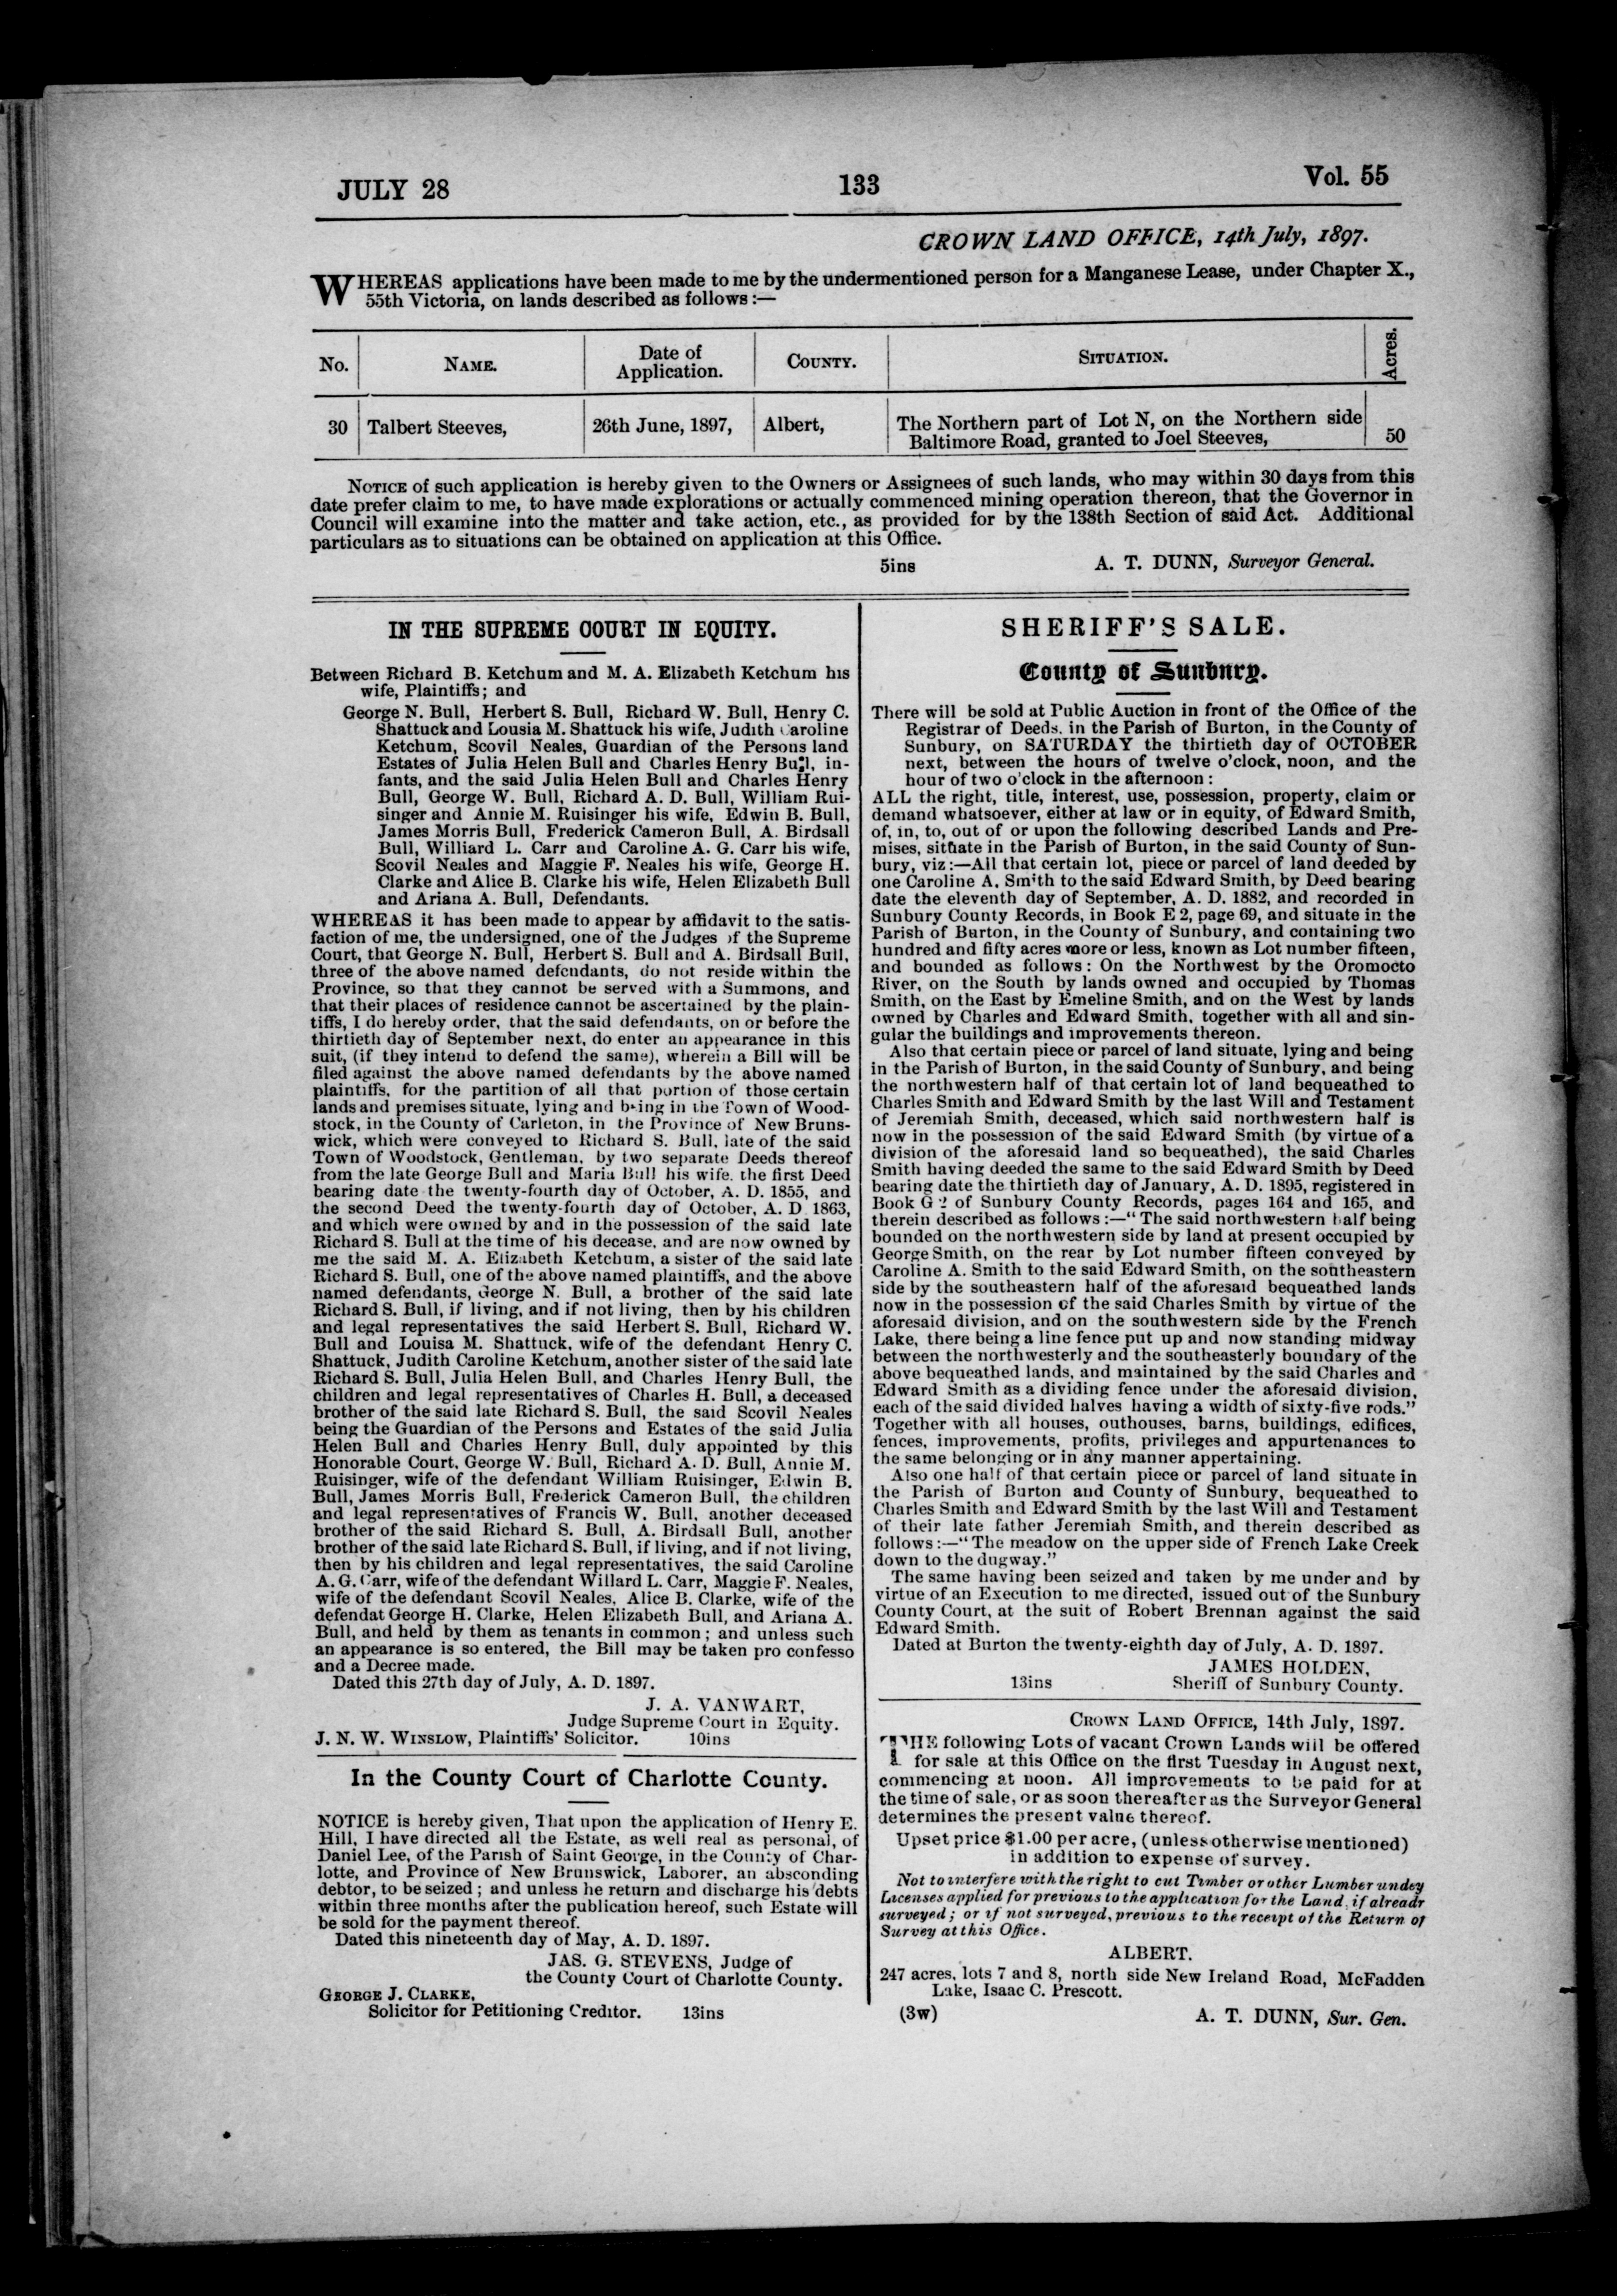 JULY 28 133 Vol. 55
CROWN LAND OFFICE, 14th July, 1897.
WHEREAS applications have been made to me by the undermentioned person for a Manganese Lease, under Chapter X.,
55th Victoria, on lands described as follows :—
No. NAME. Date of Application. COUNTY. SITUATION. Acres.
30 Talbert Steeves, 26th June, 1897, Albert, The Northern part of Lot N, on the Northern side
Baltimore Road, granted to Joel Steeves, 50
NOTICE of such application is hereby given to the Owners or Assignees of such lands, who may within 30 days from this
date prefer claim to me, to have made explorations or actually commenced mining operation thereon, that the Governor in
Council will examine into the matter and take action, etc., as provided for by the 138th Section of said Act. Additional
particulars as to situations can be obtained on application at this Office.
5ins A. T. DUNN, Surveyor General.
IN THE SUPREME COURT IN EQUITY.
Between Richard B. Ketchum and M. A. Elizabeth Ketchum his
wife, Plaintiffs; and
George N. Bull, Herbert S. Bull, Richard W. Bull, Henry C.
Shattuck and Lousia M. Shattuck his wife, Judith Caroline
Ketchum, Scovil Neales, Guardian of the Persons land
Estates of Julia Helen Bull and Charles Henry Bull, in-
fants, and the said Julia Helen Bull and Charles Henry
Bull, George W. Bull, Richard A. D. Bull, William Rui-
singer and Annie M. Ruisinger his wife, Edwin B. Bull,
James Morris Bull, Frederick Cameron Bull, A. Birdsall
Bull, Williard L. Carr and Caroline A. G. Carr his wife,
Scovil Neales and Maggie F. Neales his wife, George H.
Clarke and Alice B. Clarke his wife, Helen Elizabeth Bull
and Ariana A. Bull, Defendants.
WHEREAS it has been made to appear by affidavit to the satis-
faction of me, the undersigned, one of the Judges of the Supreme
Court, that George N. Bull, Herbert S. Bull and A. Birdsall Bull,
three of the above named defendants, do not reside within the
Province, so that they cannot be served with a Summons, and
that their places of residence cannot be ascertained by the plain-
tiffs, I do hereby order, that the said defendants, on or before the
thirtieth day of September next, do enter an appearance in this
suit, (if they intend to defend the same), wherein a Bill will be
filed against the above named defendants by the above named
plaintiffs, for the partition of all that portion of those certain
lands and premises situate, lying and being in the Town of Wood-
stock, in the County of Carleton, in the Province of New Bruns-
wick, which were conveyed to Richard S. Bull, late of the said
Town of Woodstock, Gentleman, by two separate Deeds thereof
from the late George Bull and Maria Bull his wife. the first Deed
bearing date the twenty-fourth day of October, A. D. 1855, and
the second Deed the twenty-fourth day of October, A. D 1863,
and which were owned by and in the possession of the said late
Richard S. Bull at the time of his decease, and are now owned by
me the said M. A. Elizabeth Ketchum, a sister of the said late
Richard S. Bull, one of the above named plaintiffs, and the above
named defendants, George N. Bull, a brother of the said late
Richard S. Bull, if living, and if not living, then by his children
and legal representatives the said Herbert S. Bull, Richard W.
Bull and Louisa M. Shattuck, wife of the defendant Henry C.
Shattuck, Judith Caroline Ketchum, another sister of the said late
Richard S. Bull, Julia Helen Bull, and Charles Henry Bull, the
children and legal representatives of Charles H. Bull, a deceased
brother of the said late Richard S. Bull, the said Scovil Neales
being the Guardian of the Persons and Estates of the said Julia
Helen Bull and Charles Henry Bull, duly appointed by this
Honorable Court, George W. Bull, Richard A. D. Bull, Annie M.
Ruisinger, wife of the defendant William Ruisinger, Edwin B.
Bull, James Morris Bull, Frederick Cameron Bull, the children
and legal representatives of Francis W. Bull, another deceased
brother of the said Richard S. Bull, A. Birdsall Bull, another
brother of the said late Richard S. Bull, if living, and if not living,
then by his children and legal representatives, the said Caroline
A. G. Carr, wife of the defendant Willard L. Carr, Maggie F. Neales,
wife of the defendant Scovil Neales, Alice B. Clarke, wife of the
defendat George H. Clarke, Helen Elizabeth Bull, and Ariana A.
Bull, and held by them as tenants in common ; and unless such
an appearance is so entered, the Bill may be taken pro confesso
and a Decree made.
Dated this 27th day of July, A. D. 1897.
J. A. VANWART,
Judge Supreme Court in Equity.
J. N. W. WINSLOW, Plaintiffs' Solicitor. 10ins
In the County Court of Charlotte County.
NOTICE is hereby given, That upon the application of Henry E.
Hill, I have directed all the Estate, as well real as personal, of
Daniel Lee, of the Parish of Saint George, in the County of Char-
lotte, and Province of New Brunswick, Laborer, an absconding
debtor, to be seized ; and unless he return and discharge his debts
within three months after the publication hereof, such Estate will
be sold for the payment thereof.
Dated this nineteenth day of May, A. D. 1897.
JAS. G. STEVENS, Judge of
the County Court of Charlotte County.
GEORGE J. CLARKE,
Solicitor for Petitioning Creditor. 13ins
SHERIFF'S SALE.
County of Sunbury.
There will be sold at Public Auction in front of the Office of the
Registrar of Deeds, in the Parish of Burton, in the County of
Sunbury, on SATURDAY the thirtieth day of OCTOBER
next, between the hours of twelve o'clock, noon, and the
hour of two o'clock in the afternoon :
ALL the right, title, interest, use, possession, property, claim or
demand whatsoever, either at law or in equity, of Edward Smith,
of, in, to, out of or upon the following described Lands and Pre-
mises, situate in the Parish of Burton, in the said County of Sun-
bury, viz :—All that certain lot, piece or parcel of land deeded by
one Caroline A. Smith to the said Edward Smith, by Deed bearing
date the eleventh day of September, A. D. 1882, and recorded in
Sunbury County Records, in Book E 2, page 69, and situate in the
Parish of Burton, in the County of Sunbury, and containing two
hundred and fifty acres more or less, known as Lot number fifteen,
and bounded as follows : On the Northwest by the Oromocto
River, on the South by lands owned and occupied by Thomas
Smith, on the East by Emeline Smith, and on the West by lands
owned by Charles and Edward Smith, together with all and sin-
gular the buildings and improvements thereon.
Also that certain piece or parcel of land situate, lying and being
in the Parish of Burton, in the said County of Sunbury, and being
the northwestern half of that certain lot of land bequeathed to
Charles Smith and Edward Smith by the last Will and Testament
of Jeremiah Smith, deceased, which said northwestern half is
now in the possession of the said Edward Smith (by virtue of a
division of the aforesaid land so bequeathed), the said Charles
Smith having deeded the same to the said Edward Smith by Deed
bearing date the thirtieth day of January, A. D. 1895, registered in
Book G 2 of Sunbury County Records, pages 164 and 165, and
therein described as follows :—" The said northwestern half being
bounded on the northwestern side by land at present occupied by
George Smith, on the rear by Lot number fifteen conveyed by
Caroline A. Smith to the said Edward Smith, on the southeastern
side by the southeastern half of the aforesaid bequeathed lands
now in the possession of the said Charles Smith by virtue of the
aforesaid division, and on the southwestern side by the French
Lake, there being a line fence put up and now standing midway
between the northwesterly and the southeasterly boundary of the
above bequeathed lands, and maintained by the said Charles and
Edward Smith as a dividing fence under the aforesaid division,
each of the said divided halves having a width of sixty-five rods."
Together with all houses, outhouses, barns, buildings, edifices,
fences, improvements, profits, privileges and appurtenances to
the same belonging or in any manner appertaining.
Also one half of that certain piece or parcel of land situate in
the Parish of Burton and County of Sunbury, bequeathed to
Charles Smith and Edward Smith by the last Will and Testament
of their late father Jeremiah Smith, and therein described as
follows :—" The meadow on the upper side of French Lake Creek
down to the dugway."
The same having been seized and taken by me under and by
virtue of an Execution to me directed, issued out of the Sunbury
County Court, at the suit of Robert Brennan against the said
Edward Smith.
Dated at Burton the twenty-eighth day of July, A. D. 1897.
JAMES HOLDEN,
13ins Sheriff of Sunbury County.
CROWN LAND OFFICE, 14th July, 1897.
THE following Lots of vacant Crown Lands will be offered
for sale at this Office on the first Tuesday in August next,
commencing at noon. All improvements to be paid for at
the time of sale, or as soon thereafter as the Surveyor General
determines the present value thereof.
Upset price $1.00 per acre, (unless otherwise mentioned)
in addition to expense of survey.
Not to interfere with the right to cut Timber or other Lumber undey
Licenses applied for previous to the application for the Land, if alreadr
surveyed ; or if not surveyed, previous to the receipt of the Return of
Survey at this Office.
ALBERT.
247 acres, lots 7 and 8, north side New Ireland Road, McFadden
Lake, Isaac C. Prescott.
(3w) A. T. DUNN, Sur. Gen.